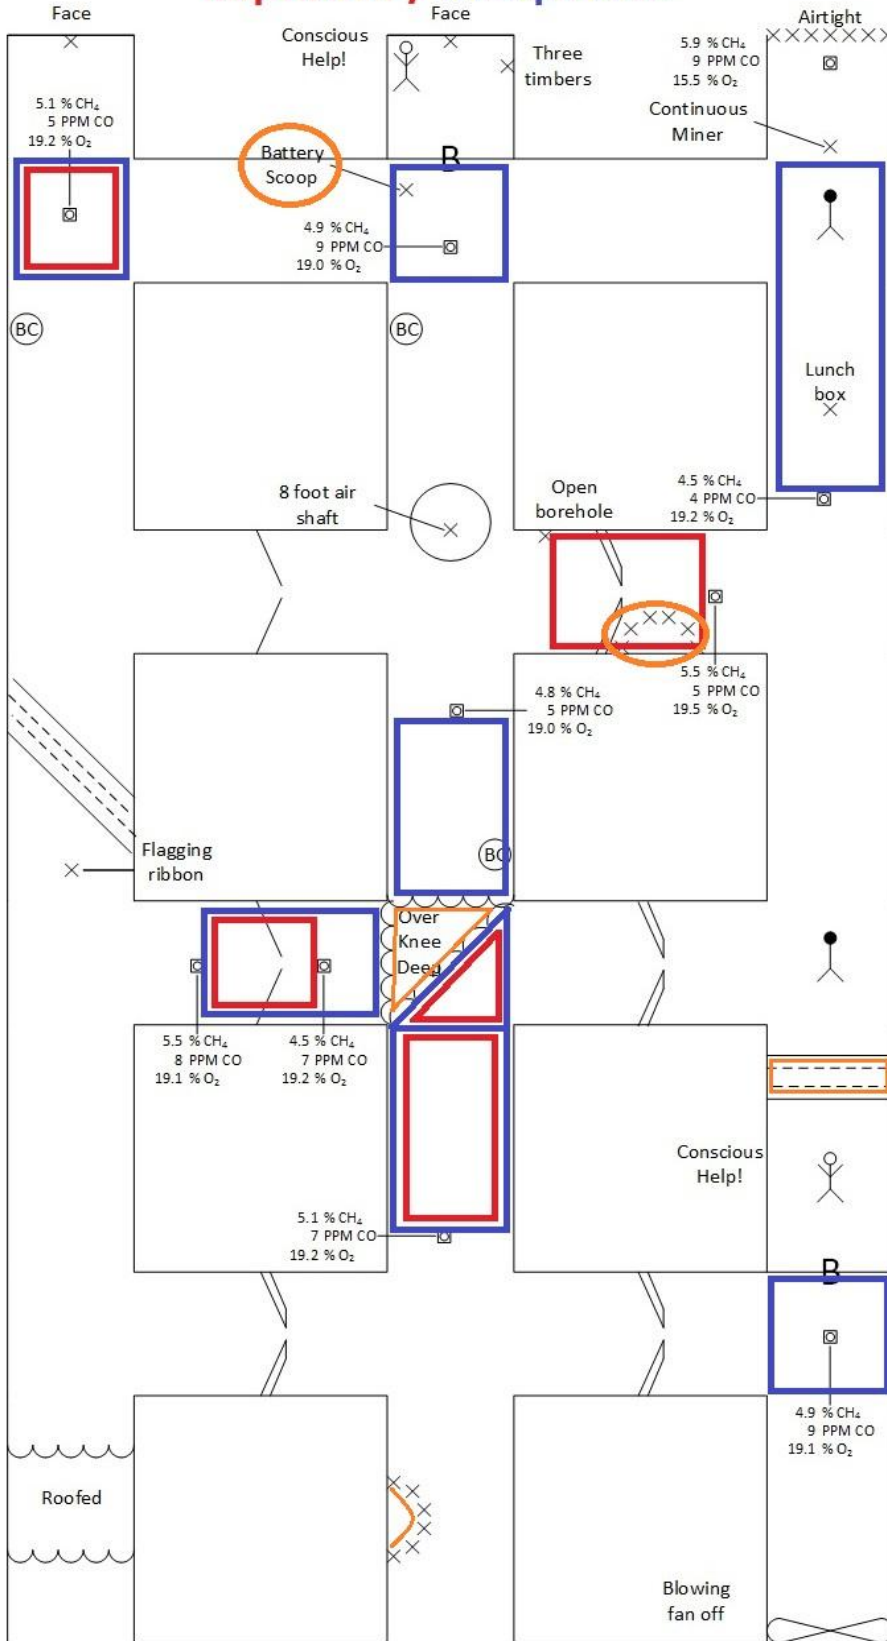 Face
Face
Airtight
Conscious
Help!
Three
timbers
5.9 % CH₄
9 PPM CO
15.5 % O₂
5.1 % CH₄
5 PPM CO
19.2 % O₂
Continuous
Miner
Battery
Scoop
B
4.9 % CH₄
9 PPM CO
19.0 % O₂
BC
BC
Lunch
box
8 foot air
shaft
Open
borehole
4.5 % CH₄
4 PPM CO
19.2 % O₂
4.8 % CH₄
5 PPM CO
19.0 % O₂
5.5 % CH₄
5 PPM CO
19.5 % O₂
Flagging
ribbon
BC
Over
Knee
Deep
5.5 % CH₄
8 PPM CO
19.1 % O₂
4.5 % CH₄
7 PPM CO
19.2 % O₂
Conscious
Help!
5.1 % CH₄
7 PPM CO
19.2 % O₂
B
4.9 % CH₄
9 PPM CO
19.1 % O₂
Roofed
Blowing
fan off